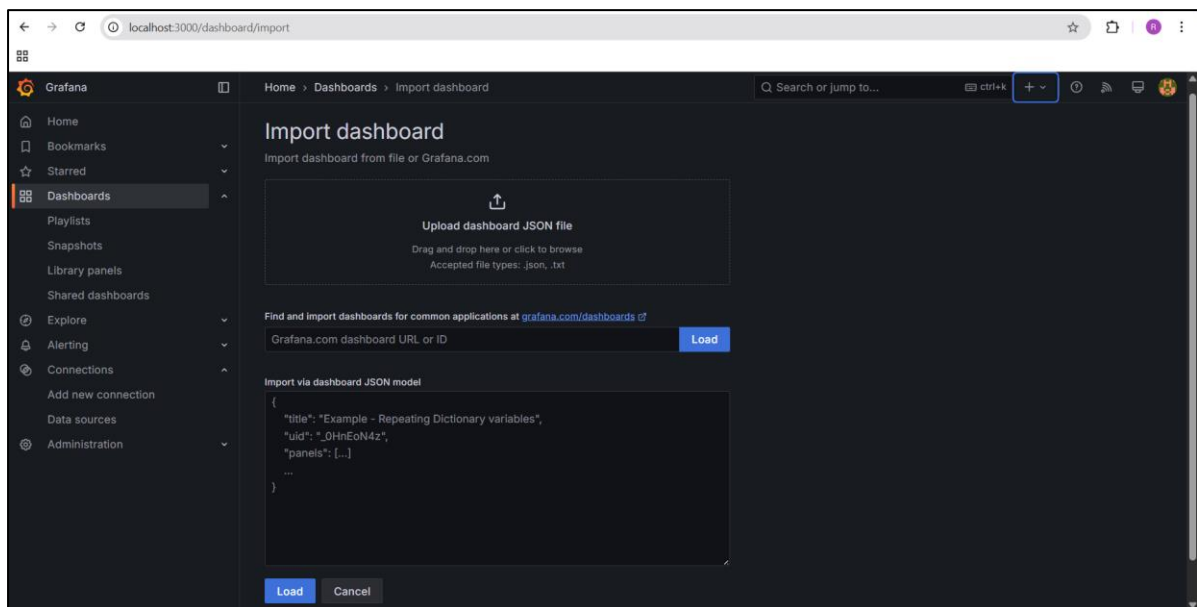 localhost:3000/dashboard/import
R
Grafana
Home › Dashboards › Import dashboard
Search or jump to...
ctrl+k
Home
Bookmarks
Starred
Dashboards
Playlists
Snapshots
Library panels
Shared dashboards
Explore
Alerting
Connections
Add new connection
Data sources
Administration
Import dashboard
Import dashboard from file or Grafana.com
Upload dashboard JSON file
Drag and drop here or click to browse
Accepted file types: .json, .txt
Find and import dashboards for common applications at grafana.com/dashboards
Grafana.com dashboard URL or ID
Load
Import via dashboard JSON model
{
"title": "Example - Repeating Dictionary variables",
"uid": "_0HnEoN4z",
"panels": [...]
...
}
Load
Cancel